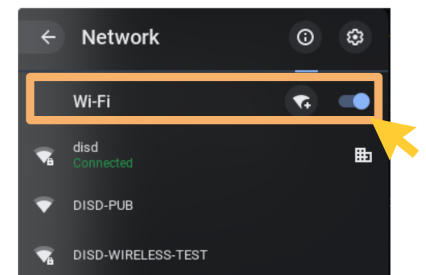 Network
Wi-Fi
disd
Connected
DISD-PUB
DISD-WIRELESS-TEST